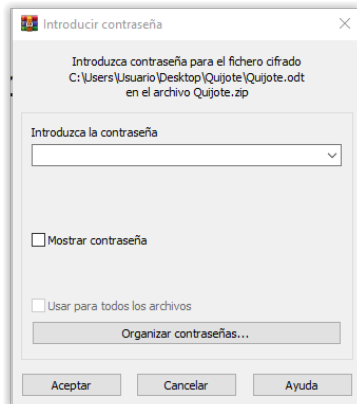 Introducir contraseña
Introduzca contraseña para el fichero cifrado
C:\Users\Usuario\Desktop\Quijote\Quijote.odt
en el archivo Quijote.zip
Introduzca la contraseña
Mostrar contraseña
Usar para todos los archivos
Organizar contraseñas...
Aceptar Cancelar Ayuda